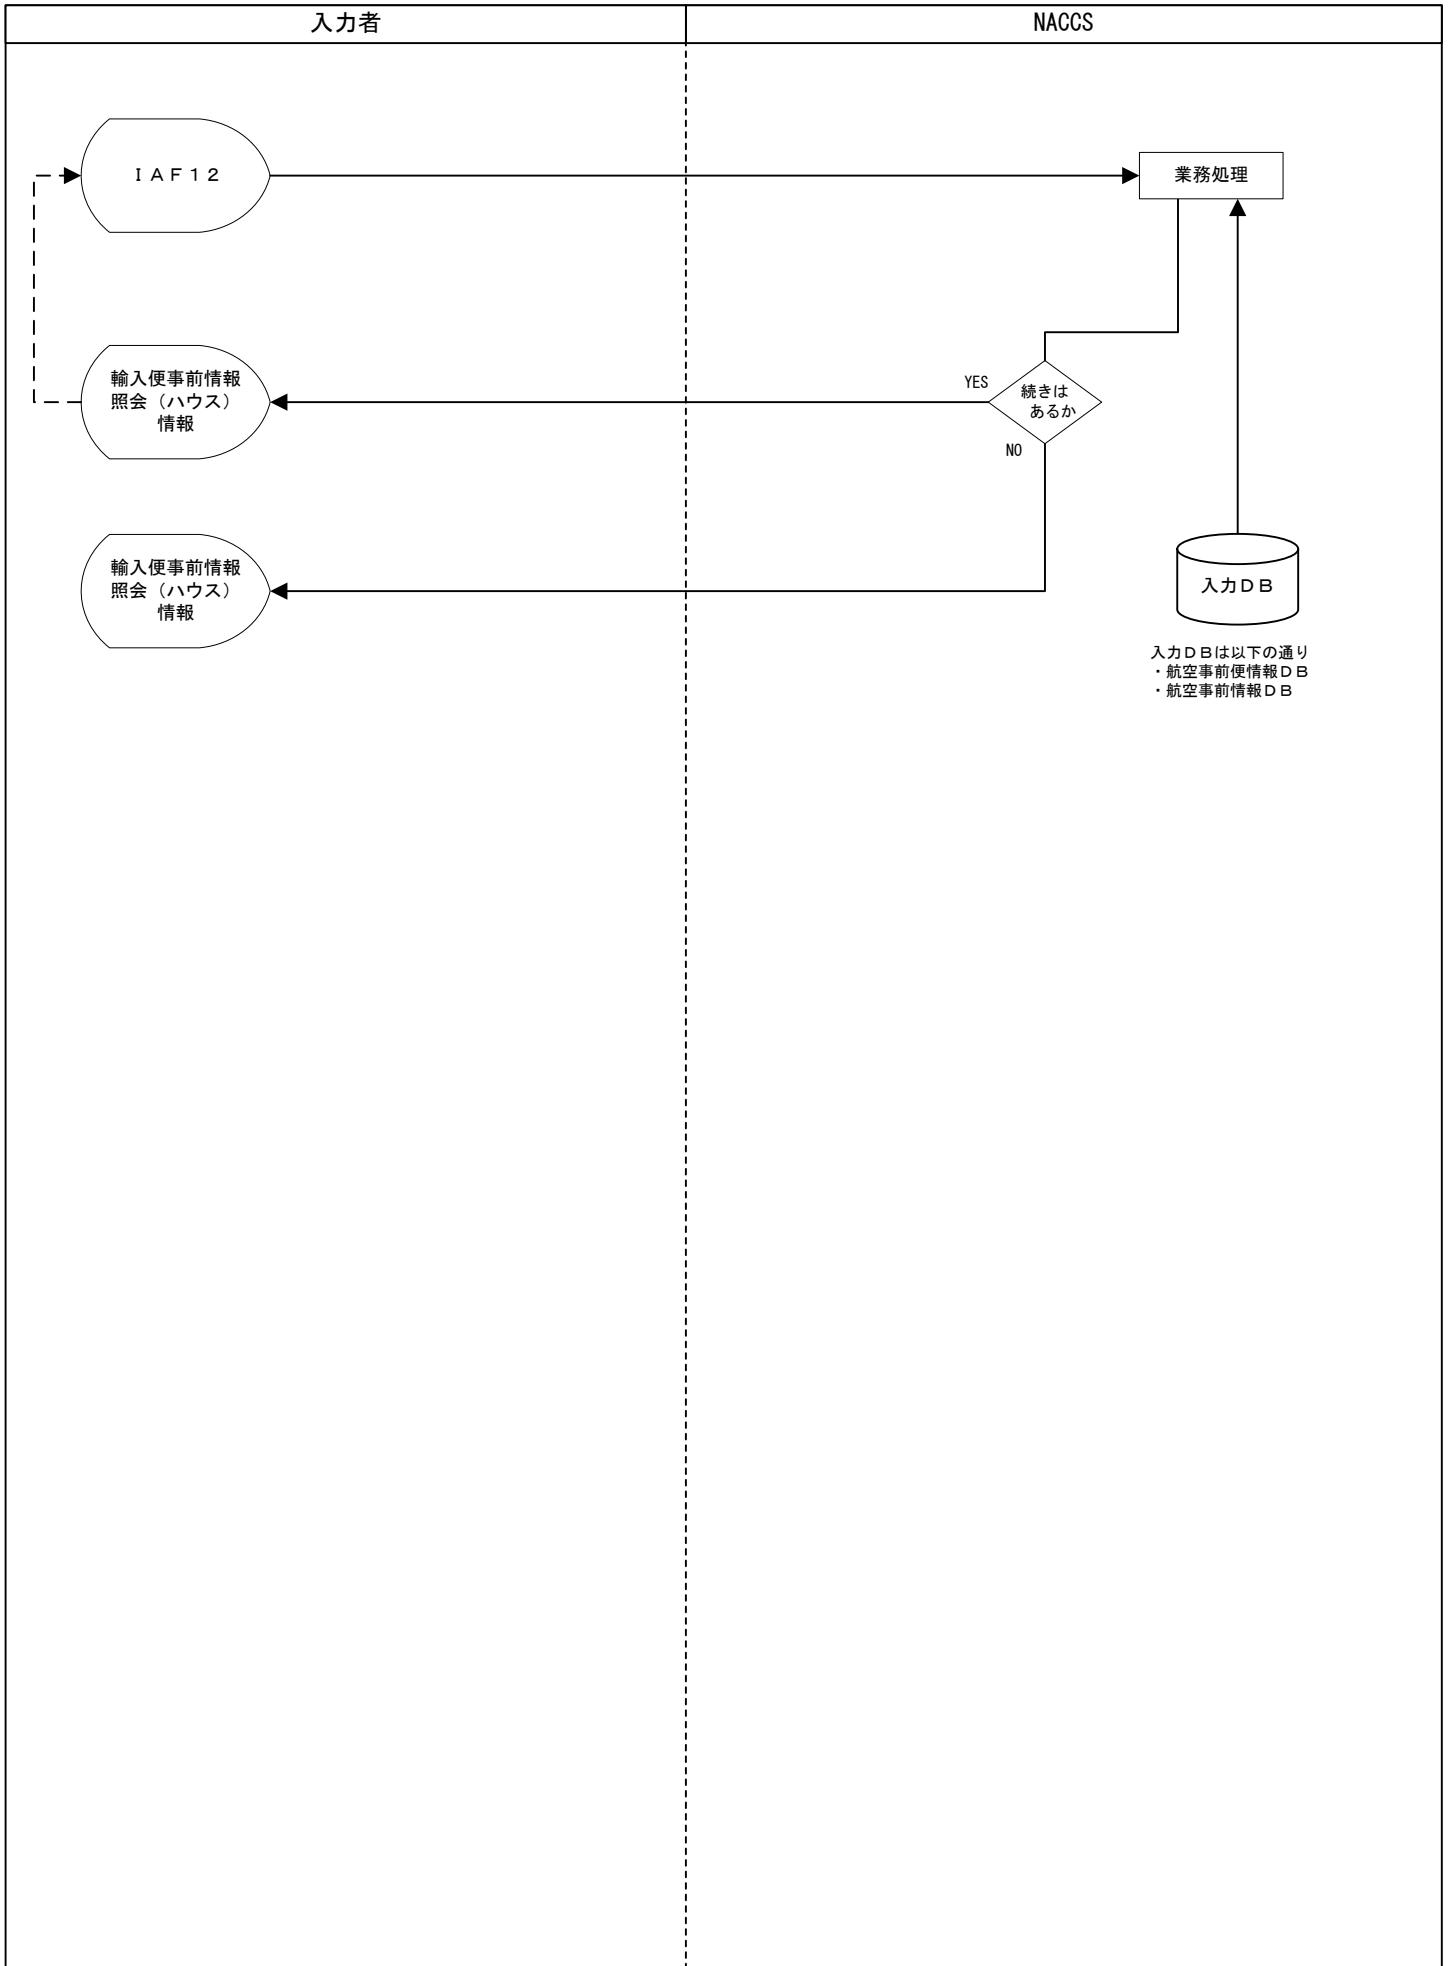 入力者
NACCS
ＩＡＦ１２
業務処理
輸入便事前情報
照会（ハウス）
情報
YES
続きは
あるか
NO
輸入便事前情報
照会（ハウス）
情報
入力ＤＢ
入力ＤＢは以下の通り
・航空事前便情報ＤＢ
・航空事前情報ＤＢ